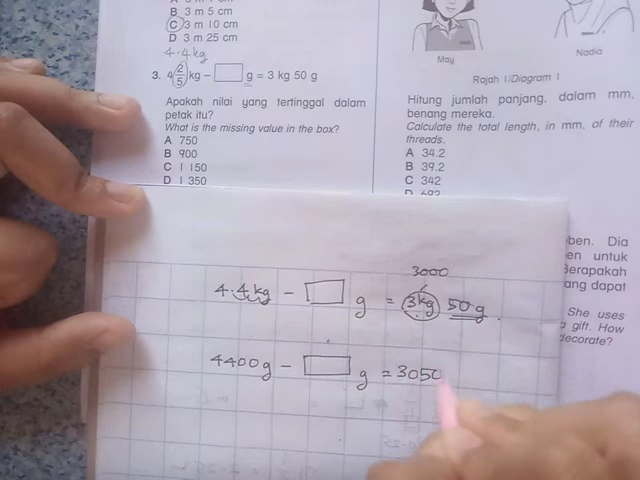 B 3 m 5 cm
C 3 m 10 cm
D 3 m 25 cm
4.4 kg
3. 4 2/5 kg – □ g = 3 kg 50 g
Apakah nilai yang tertinggal dalam
petak itu?
What is the missing value in the box?
A 750
B 900
C 1 150
D 1 350
May
Nadia
Rajah 1/Diagram 1
Hitung jumlah panjang, dalam mm,
benang mereka.
Calculate the total length, in mm, of their
threads.
A 34.2
B 39.2
C 342
D 692
ben. Dia
en untuk
Berapakah
ang dapat
She uses
gift. How
decorate?
3000
4.4 kg – □ g = 3kg 50g
4400g – □ g = 3050